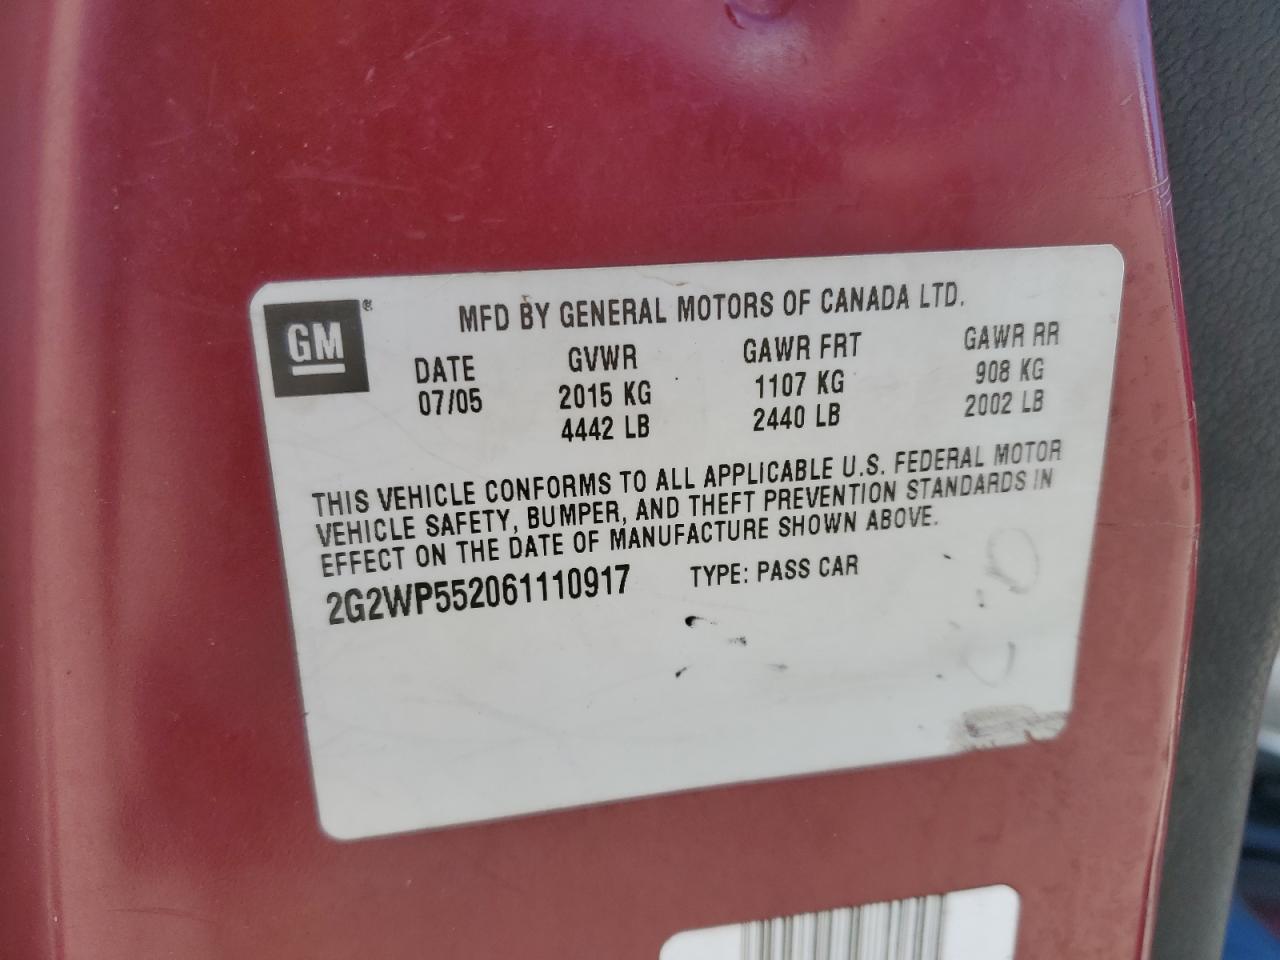 GM®
MFD BY GENERAL MOTORS OF CANADA LTD.
DATE GVWR GAWR FRT GAWR RR
07/05 2015 KG 1107 KG 908 KG
4442 LB 2440 LB 2002 LB
THIS VEHICLE CONFORMS TO ALL APPLICABLE U.S. FEDERAL MOTOR
VEHICLE SAFETY, BUMPER, AND THEFT PREVENTION STANDARDS IN
EFFECT ON THE DATE OF MANUFACTURE SHOWN ABOVE.
2G2WP552061110917 TYPE: PASS CAR